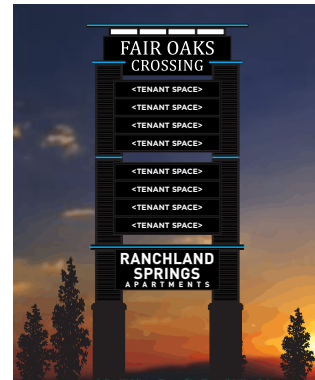 FAIR OAKS
CROSSING
<TENANT SPACE>
<TENANT SPACE>
<TENANT SPACE>
<TENANT SPACE>
<TENANT SPACE>
<TENANT SPACE>
<TENANT SPACE>
<TENANT SPACE>
RANCHLAND
SPRINGS
APARTMENTS